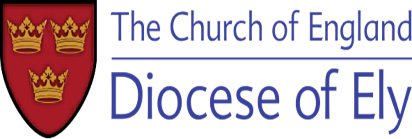 The Church of England
Diocese of Ely